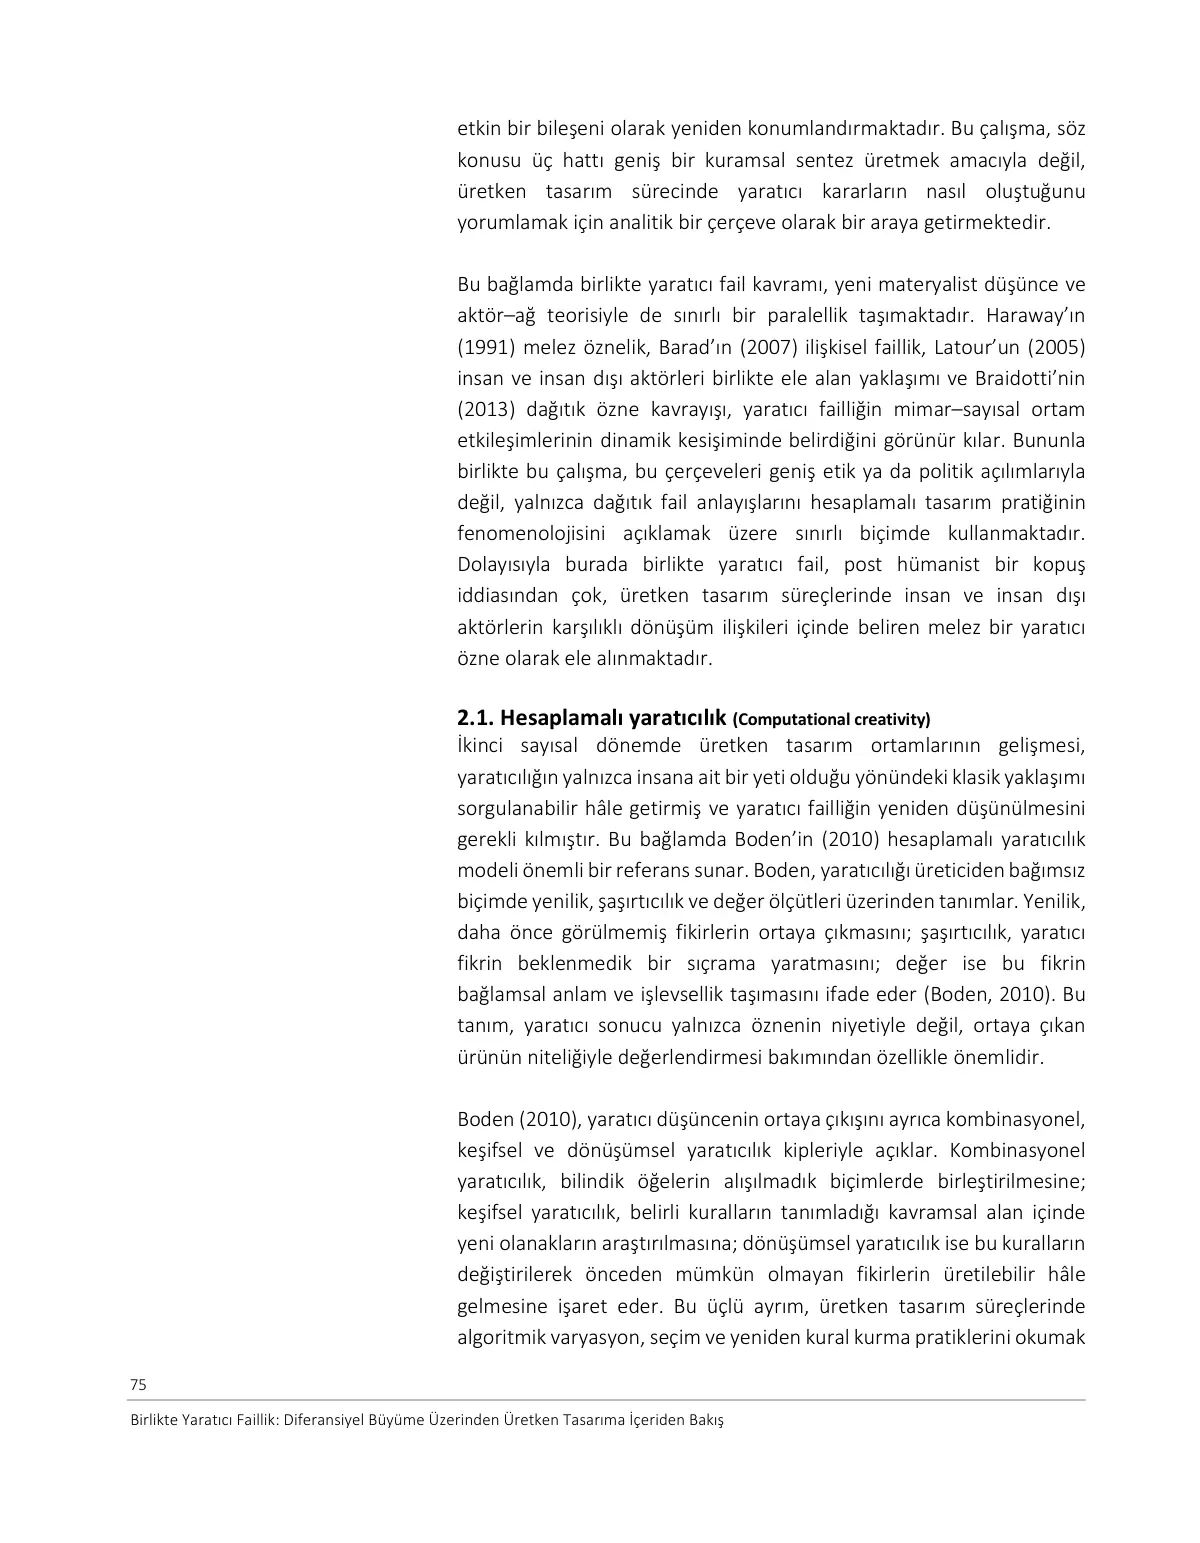 etkin bir bileşeni olarak yeniden konumlandırmaktadır. Bu çalışma, söz
konusu üç hattı geniş bir kuramsal sentez üretmek amacıyla değil,
üretken tasarım sürecinde yaratıcı kararların nasıl oluştuğunu
yorumlamak için analitik bir çerçeve olarak bir araya getirmektedir.
Bu bağlamda birlikte yaratıcı fail kavramı, yeni materyalist düşünce ve
aktör–ağ teorisiyle de sınırlı bir paralellik taşımaktadır. Haraway’ın
(1991) melez öznelik, Barad’ın (2007) ilişkisel faillik, Latour’un (2005)
insan ve insan dışı aktörleri birlikte ele alan yaklaşımı ve Braidotti’nin
(2013) dağıtık özne kavrayışı, yaratıcı failliğin mimar–sayısal ortam
etkileşimlerinin dinamik kesişiminde belirdiğini görünür kılar. Bununla
birlikte bu çalışma, bu çerçeveleri geniş etik ya da politik açılımlarıyla
değil, yalnızca dağıtık fail anlayışlarını hesaplamalı tasarım pratiğinin
fenomenolojisini açıklamak üzere sınırlı biçimde kullanmaktadır.
Dolayısıyla burada birlikte yaratıcı fail, post hümanist bir kopuş
iddiasından çok, üretken tasarım süreçlerinde insan ve insan dışı
aktörlerin karşılıklı dönüşüm ilişkileri içinde beliren melez bir yaratıcı
özne olarak ele alınmaktadır.
2.1. Hesaplamalı yaratıcılık (Computational creativity)
İkinci sayısal dönemde üretken tasarım ortamlarının gelişmesi,
yaratıcılığın yalnızca insana ait bir yeti olduğu yönündeki klasik yaklaşımı
sorgulanabilir hâle getirmiş ve yaratıcı failliğin yeniden düşünülmesini
gerekli kılmıştır. Bu bağlamda Boden’in (2010) hesaplamalı yaratıcılık
modeli önemli bir referans sunar. Boden, yaratıcılığı üreticiden bağımsız
biçimde yenilik, şaşırtıcılık ve değer ölçütleri üzerinden tanımlar. Yenilik,
daha önce görülmemiş fikirlerin ortaya çıkmasını; şaşırtıcılık, yaratıcı
fikrin beklenmedik bir sıçrama yaratmasını; değer ise bu fikrin
bağlamsal anlam ve işlevsellik taşımasını ifade eder (Boden, 2010). Bu
tanım, yaratıcı sonucu yalnızca öznenin niyetiyle değil, ortaya çıkan
ürünün niteliğiyle değerlendirmesi bakımından özellikle önemlidir.
Boden (2010), yaratıcı düşüncenin ortaya çıkışını ayrıca kombinasyonel,
keşifsel ve dönüşümsel yaratıcılık kipleriyle açıklar. Kombinasyonel
yaratıcılık, bilindik öğelerin alışılmadık biçimlerde birleştirilmesine;
keşifsel yaratıcılık, belirli kuralların tanımladığı kavramsal alan içinde
yeni olanakların araştırılmasına; dönüşümsel yaratıcılık ise bu kuralların
değiştirilerek önceden mümkün olmayan fikirlerin üretilebilir hâle
gelmesine işaret eder. Bu üçlü ayrım, üretken tasarım süreçlerinde
algoritmik varyasyon, seçim ve yeniden kural kurma pratiklerini okumak
75
Birlikte Yaratıcı Faillik: Diferansiyel Büyüme Üzerinden Üretken Tasarıma İçeriden Bakış